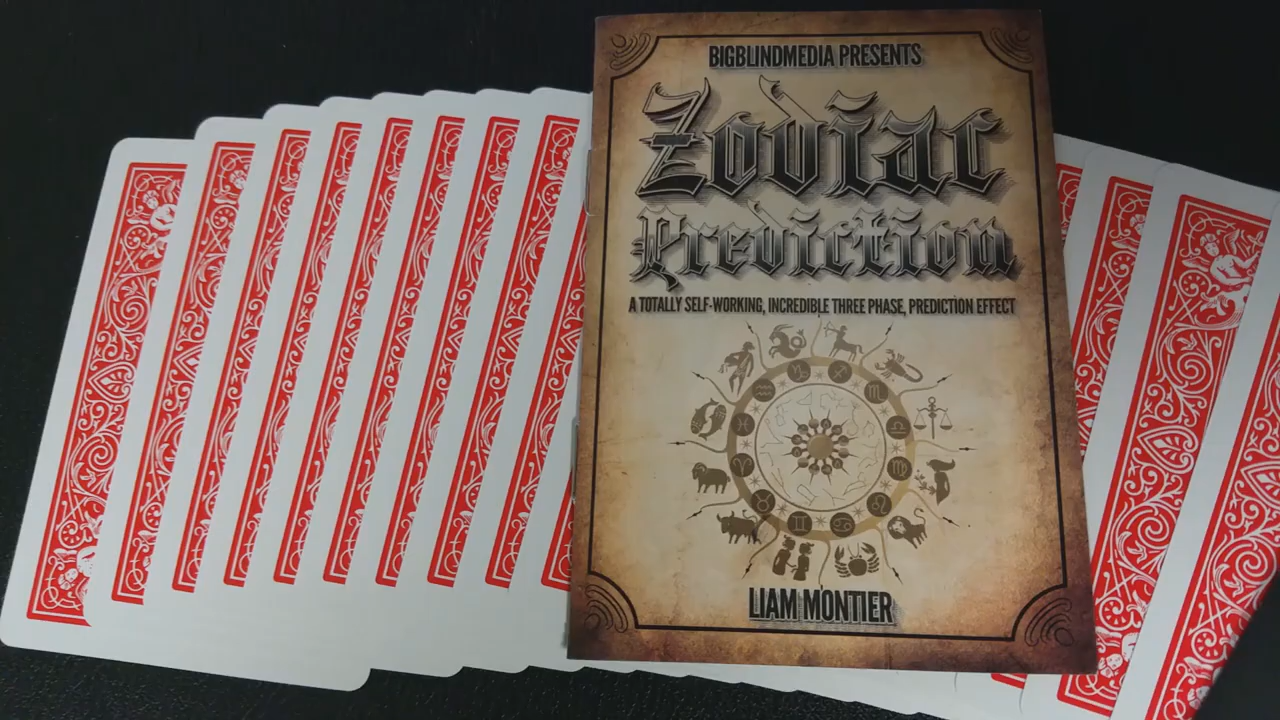 BIGBLINDMEDIA PRESENTS
Zodiac
Prediction
A TOTALLY SELF-WORKING, INCREDIBLE THREE PHASE, PREDICTION EFFECT
LIAM MONTIER